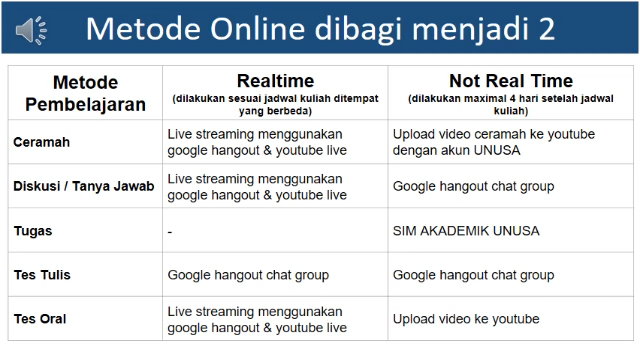 Metode Online dibagi menjadi 2
Metode
Pembelajaran
Realtime
(dilakukan sesuai jadwal kuliah ditempat
yang berbeda)
Not Real Time
(dilakukan maximal 4 hari setelah jadwal
kuliah)
Ceramah
Live streaming menggunakan
google hangout & youtube live
Upload video ceramah ke youtube
dengan akun UNUSA
Diskusi / Tanya Jawab
Live streaming menggunakan
google hangout & youtube live
Google hangout chat group
Tugas
-
SIM AKADEMIK UNUSA
Tes Tulis
Google hangout chat group
Google hangout chat group
Tes Oral
Live streaming menggunakan
google hangout & youtube live
Upload video ke youtube